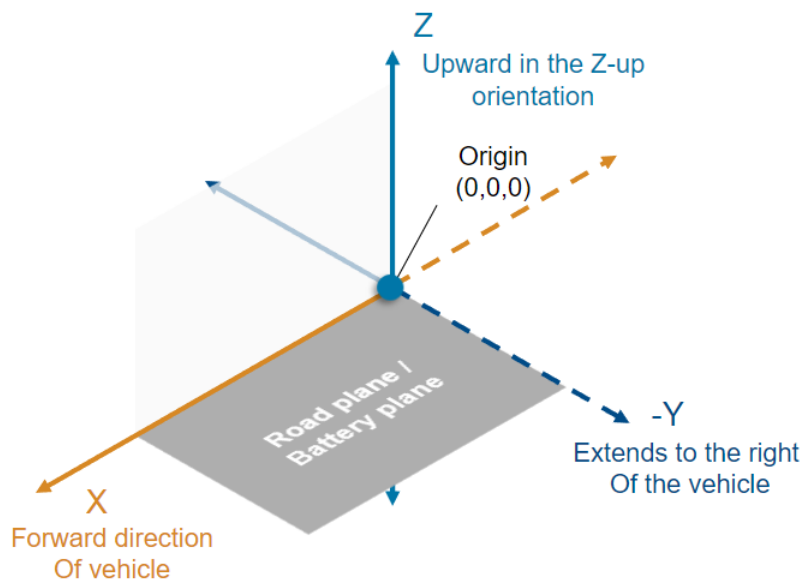 Z
Upward in the Z-up
orientation
Origin
(0,0,0)
Road plane /
Battery plane
-Y
Extends to the right
Of the vehicle
X
Forward direction
Of vehicle